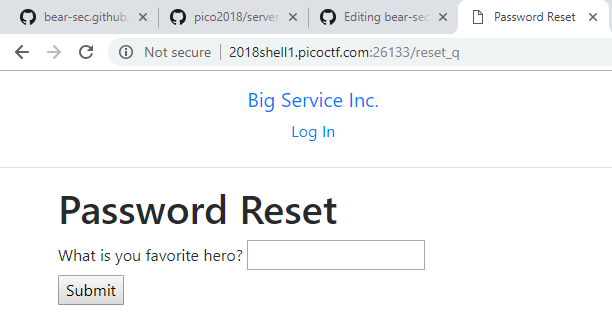 bear-sec.github.
pico2018/server
Editing bear-sec
Password Reset
Not secure 2018shell1.picoctf.com:26133/reset_q
Big Service Inc.
Log In
Password Reset
What is you favorite hero?
Submit